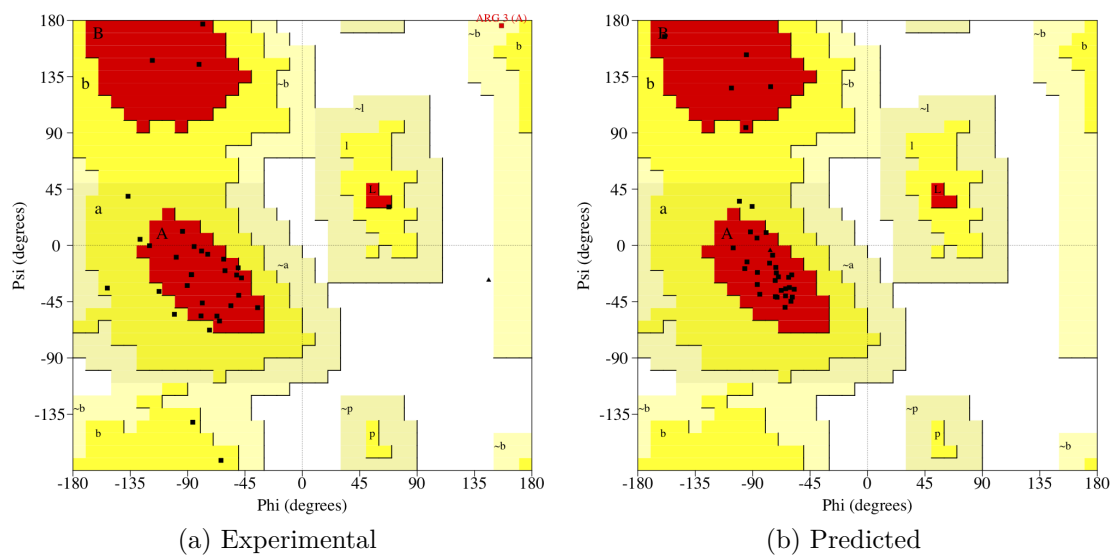 180
135
90
45
0
-45
-90
-135
-180
-135
-90
-45
0
45
90
135
180
Psi (degrees)
Phi (degrees)
ARG 3 (A)
B
~b
b
b
~b
~l
l
L
a
A
~a
~b
b
~p
p
~b
(a) Experimental
180
135
90
45
0
-45
-90
-135
-180
-135
-90
-45
0
45
90
135
180
Psi (degrees)
Phi (degrees)
B
~b
b
b
~b
~l
l
L
a
A
~a
~b
b
~p
p
~b
(b) Predicted